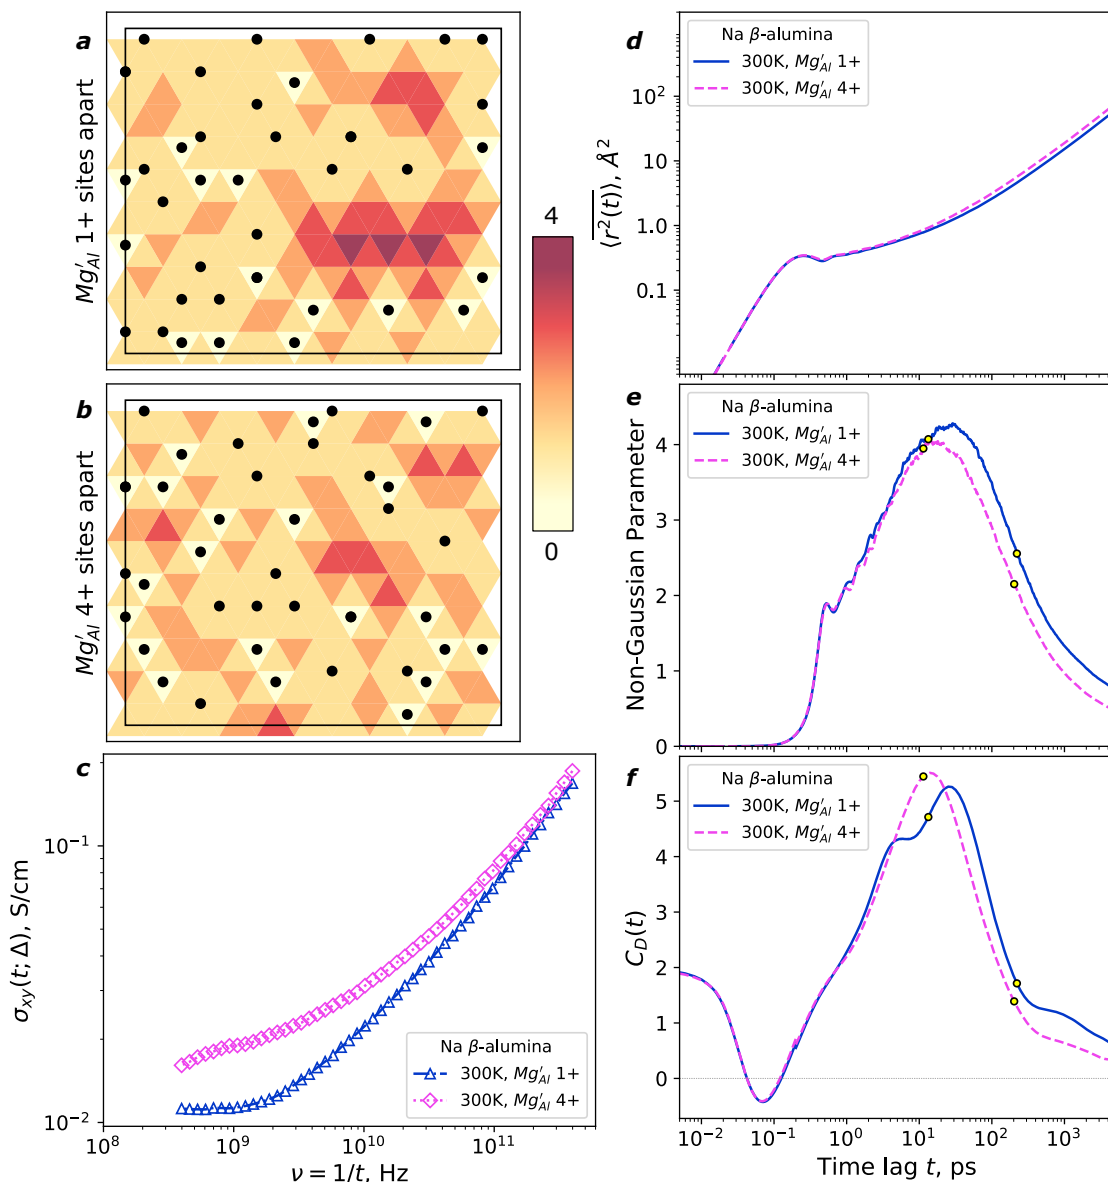 a
Mg′Al 1+ sites apart
4
0
b
Mg′Al 4+ sites apart
c
σxy(t; Δ), S/cm
10⁻¹
10⁻²
Na β-alumina
300K, Mg′Al 1+
300K, Mg′Al 4+
10⁸
10⁹
10¹⁰
10¹¹
ν = 1/t, Hz
d
Na β-alumina
300K, Mg′Al 1+
300K, Mg′Al 4+
⟨r²(t)⟩, Å²
10²
10
1.0
0.1
e
Na β-alumina
300K, Mg′Al 1+
300K, Mg′Al 4+
Non-Gaussian Parameter
4
3
2
1
0
f
Na β-alumina
300K, Mg′Al 1+
300K, Mg′Al 4+
CD(t)
5
4
3
2
1
0
10⁻²
10⁻¹
10⁰
10¹
10²
10³
Time lag t, ps